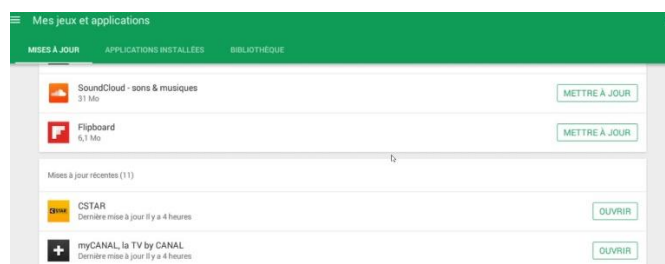 Mes jeux et applications
MISES À JOUR APPLICATIONS INSTALLÉES BIBLIOTHÈQUE
SoundCloud - sons & musiques
31 Mo
METTRE À JOUR
Flipboard
6,1 Mo
METTRE À JOUR
Mises à jour récentes (11)
CSTAR
CSTAR
Dernière mise à jour Il y a 4 heures
OUVRIR
myCANAL, la TV by CANAL
Dernière mise à jour Il y a 4 heures
OUVRIR